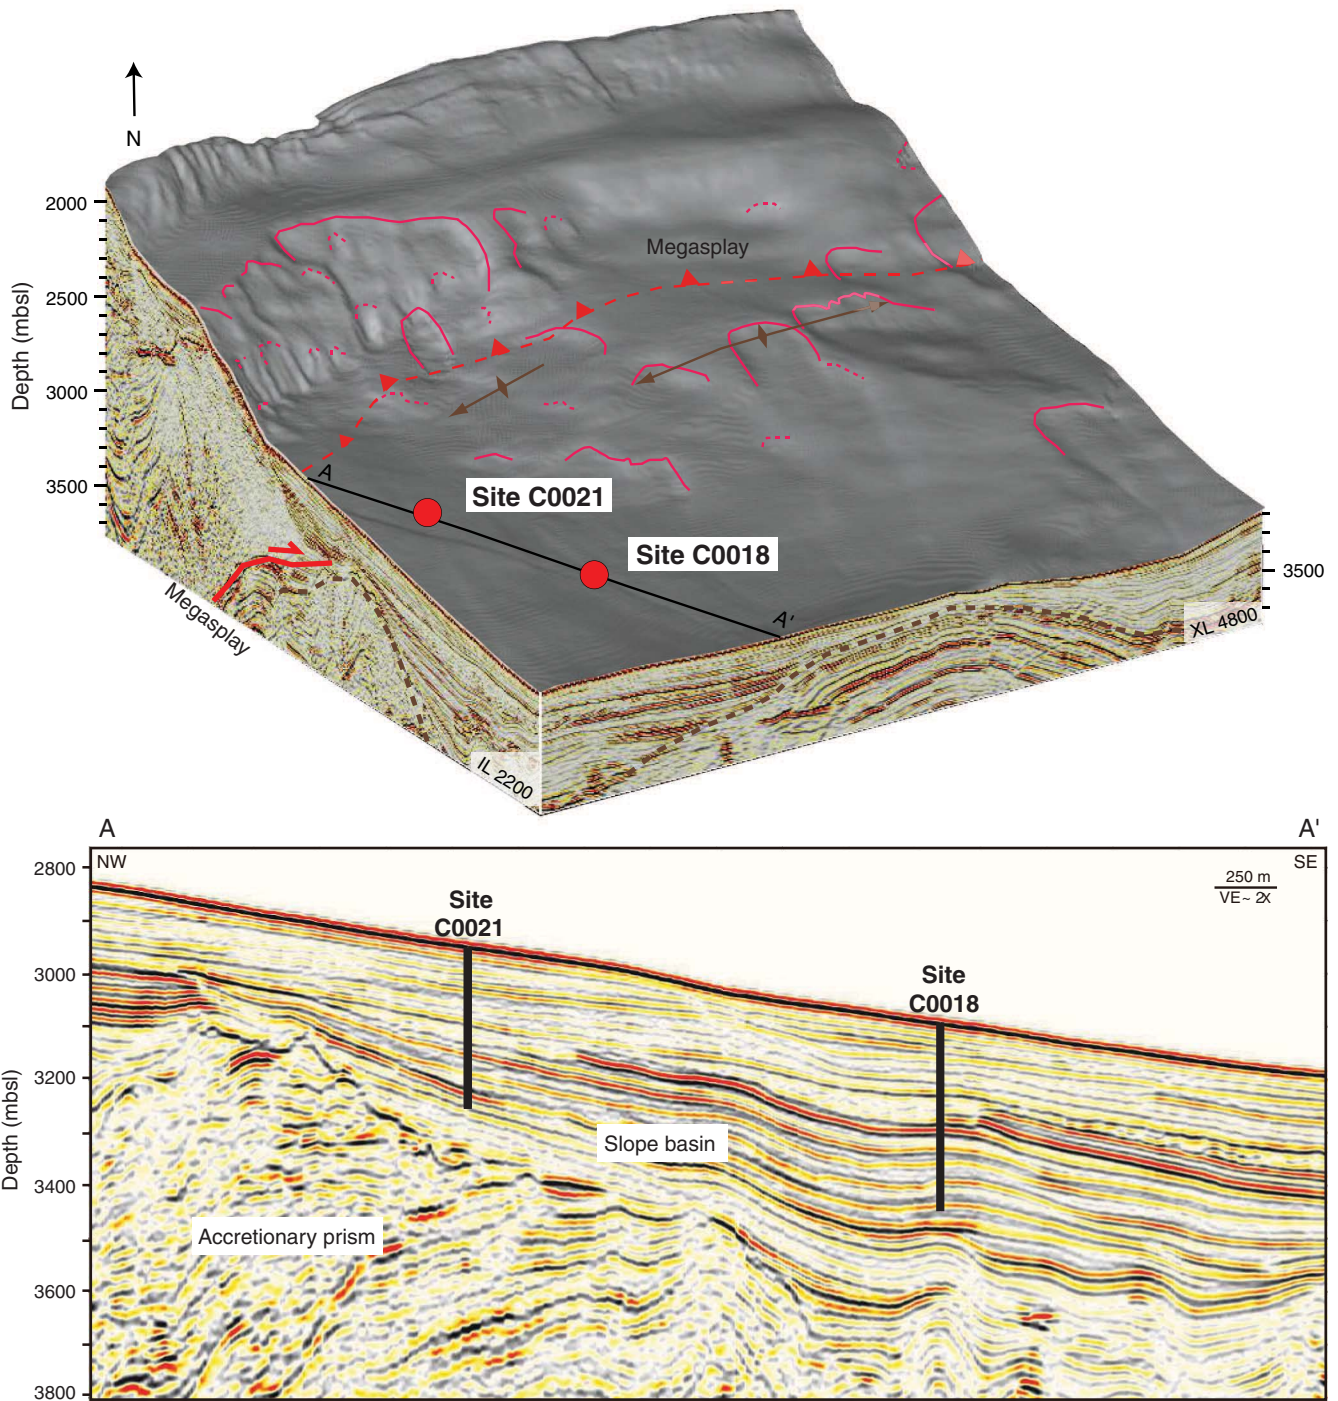 N
2000
2500
3000
3500
Depth (mbsl)
Megasplay
A
Site C0021
Site C0018
A'
3500
XL 4800
Megasplay
IL 2200
A
A'
NW
SE
250 m
VE~ 2x
2800
3000
3200
3400
3600
3800
Depth (mbsl)
Site
C0021
Site
C0018
Slope basin
Accretionary prism